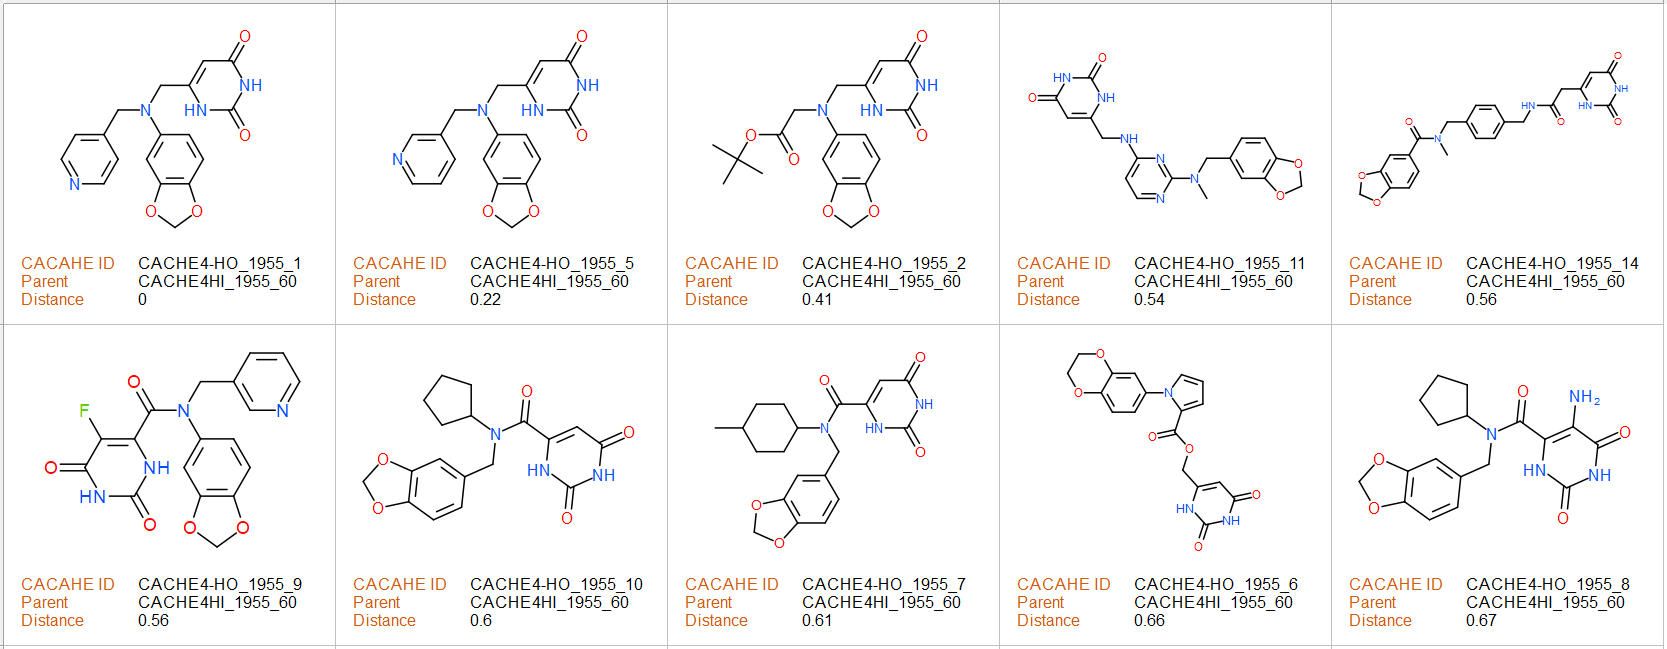 CACAHE ID CACHE4-HO_1955_1
Parent CACHE4HI_1955_60
Distance 0
CACAHE ID CACHE4-HO_1955_5
Parent CACHE4HI_1955_60
Distance 0.22
CACAHE ID CACHE4-HO_1955_2
Parent CACHE4HI_1955_60
Distance 0.41
CACAHE ID CACHE4-HO_1955_11
Parent CACHE4HI_1955_60
Distance 0.54
CACAHE ID CACHE4-HO_1955_14
Parent CACHE4HI_1955_60
Distance 0.56
CACAHE ID CACHE4-HO_1955_9
Parent CACHE4HI_1955_60
Distance 0.56
CACAHE ID CACHE4-HO_1955_10
Parent CACHE4HI_1955_60
Distance 0.6
CACAHE ID CACHE4-HO_1955_7
Parent CACHE4HI_1955_60
Distance 0.61
CACAHE ID CACHE4-HO_1955_6
Parent CACHE4HI_1955_60
Distance 0.66
CACAHE ID CACHE4-HO_1955_8
Parent CACHE4HI_1955_60
Distance 0.67